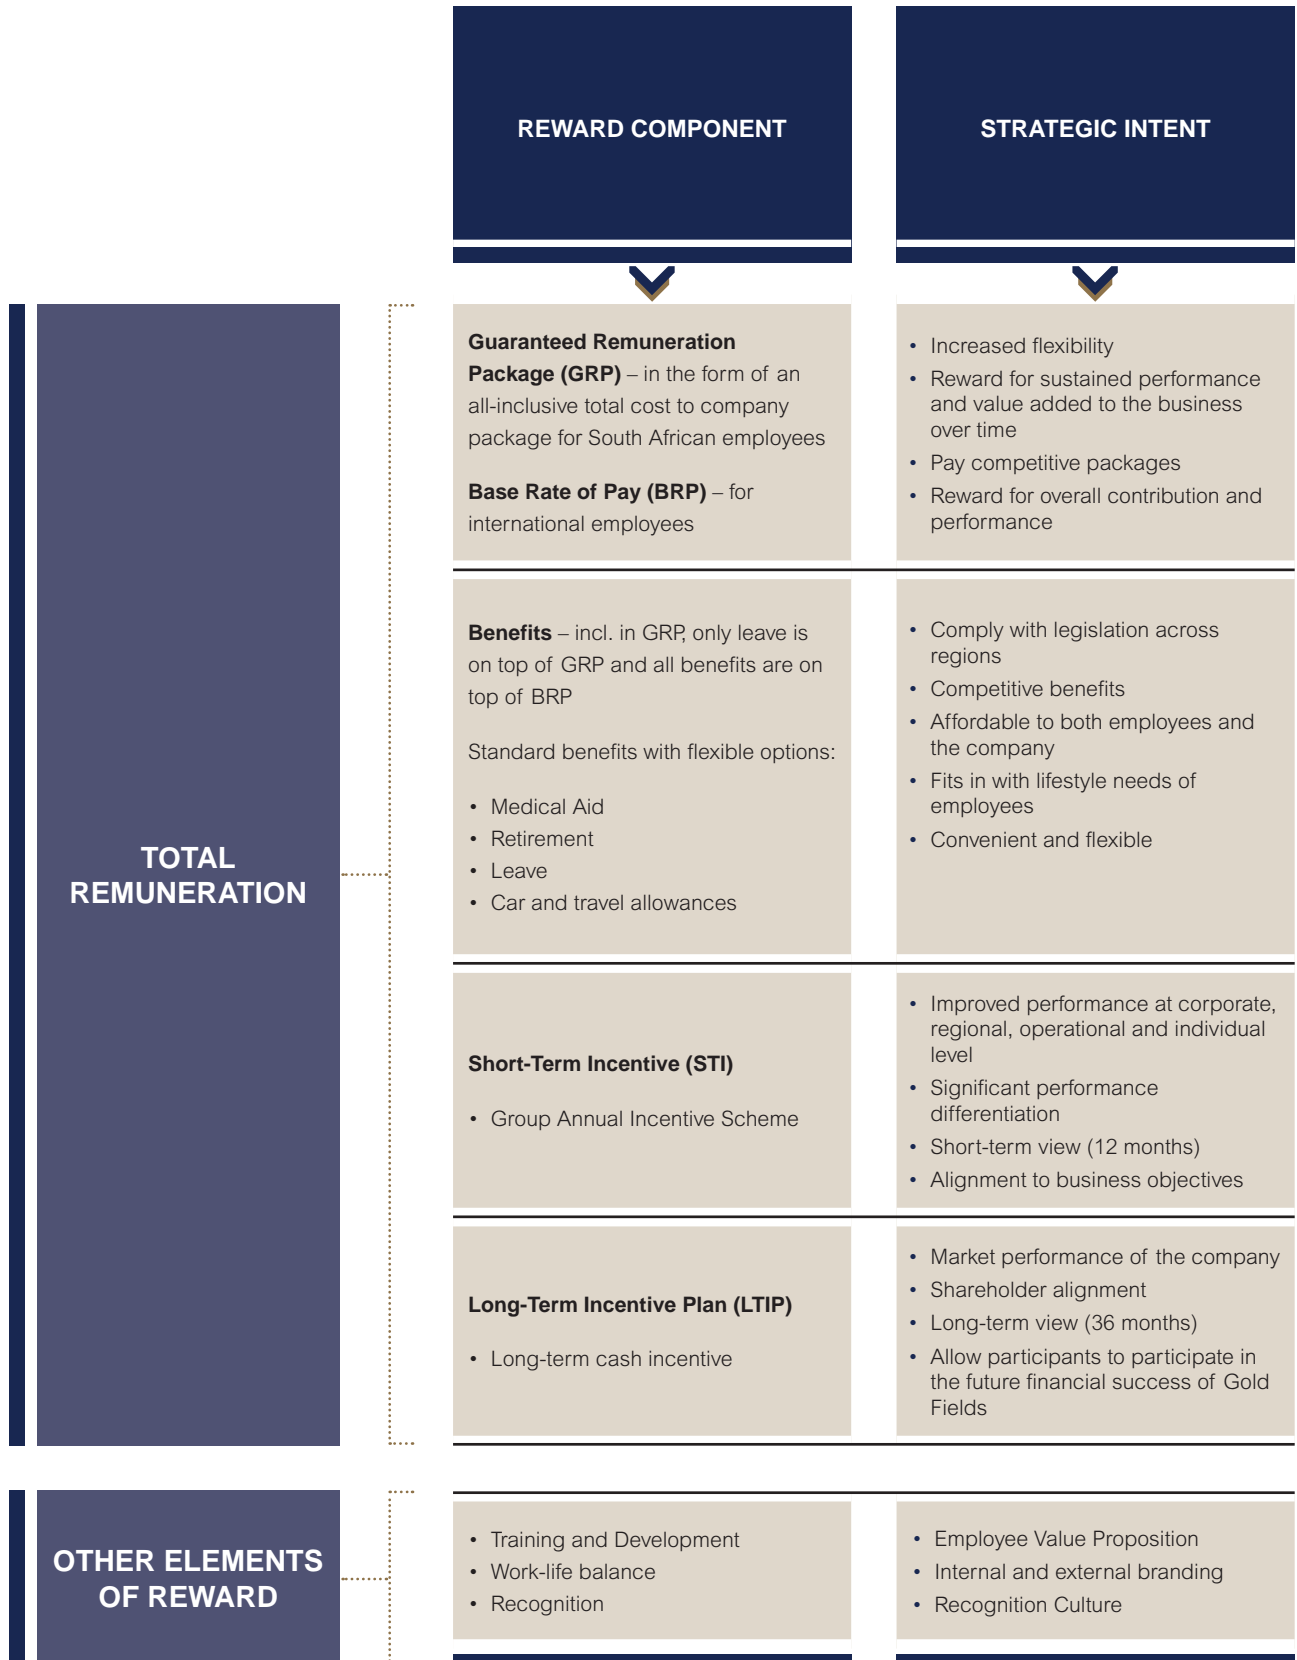 REWARD COMPONENT
STRATEGIC INTENT
TOTAL
REMUNERATION
Guaranteed Remuneration
Package (GRP) – in the form of an
all-inclusive total cost to company
package for South African employees
Base Rate of Pay (BRP) – for
international employees
• Increased flexibility
• Reward for sustained performance
and value added to the business
over time
• Pay competitive packages
• Reward for overall contribution and
performance
Benefits – incl. in GRP, only leave is
on top of GRP and all benefits are on
top of BRP
Standard benefits with flexible options:
• Medical Aid
• Retirement
• Leave
• Car and travel allowances
• Comply with legislation across
regions
• Competitive benefits
• Affordable to both employees and
the company
• Fits in with lifestyle needs of
employees
• Convenient and flexible
Short-Term Incentive (STI)
• Group Annual Incentive Scheme
• Improved performance at corporate,
regional, operational and individual
level
• Significant performance
differentiation
• Short-term view (12 months)
• Alignment to business objectives
Long-Term Incentive Plan (LTIP)
• Long-term cash incentive
• Market performance of the company
• Shareholder alignment
• Long-term view (36 months)
• Allow participants to participate in
the future financial success of Gold
Fields
OTHER ELEMENTS
OF REWARD
• Training and Development
• Work-life balance
• Recognition
• Employee Value Proposition
• Internal and external branding
• Recognition Culture